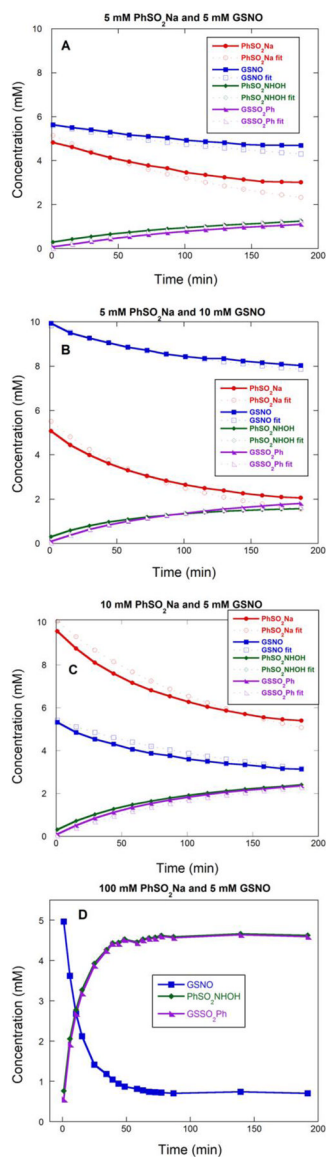 5 mM PhSO2Na and 5 mM GSNO
A
PhSO2Na
PhSO2Na fit
GSNO
GSNO fit
PhSO2NHOH
PhSO2NHOH fit
GSSO2Ph
GSSO2Ph fit
Concentration (mM)
10
8
6
4
2
0
0 50 100 150 200
Time (min)
5 mM PhSO2Na and 10 mM GSNO
B
PhSO2Na
PhSO2Na fit
GSNO
GSNO fit
PhSO2NHOH
PhSO2NHOH fit
GSSO2Ph
GSSO2Ph fit
Concentration (mM)
10
8
6
4
2
0
0 50 100 150 200
Time (min)
10 mM PhSO2Na and 5 mM GSNO
C
PhSO2Na
PhSO2Na fit
GSNO
GSNO fit
PhSO2NHOH
PhSO2NHOH fit
GSSO2Ph
GSSO2Ph fit
Concentration (mM)
10
8
6
4
2
0
0 50 100 150 200
Time (min)
100 mM PhSO2Na and 5 mM GSNO
D
GSNO
PhSO2NHOH
GSSO2Ph
Concentration (mM)
5
4
3
2
1
0
0 50 100 150 200
Time (min)